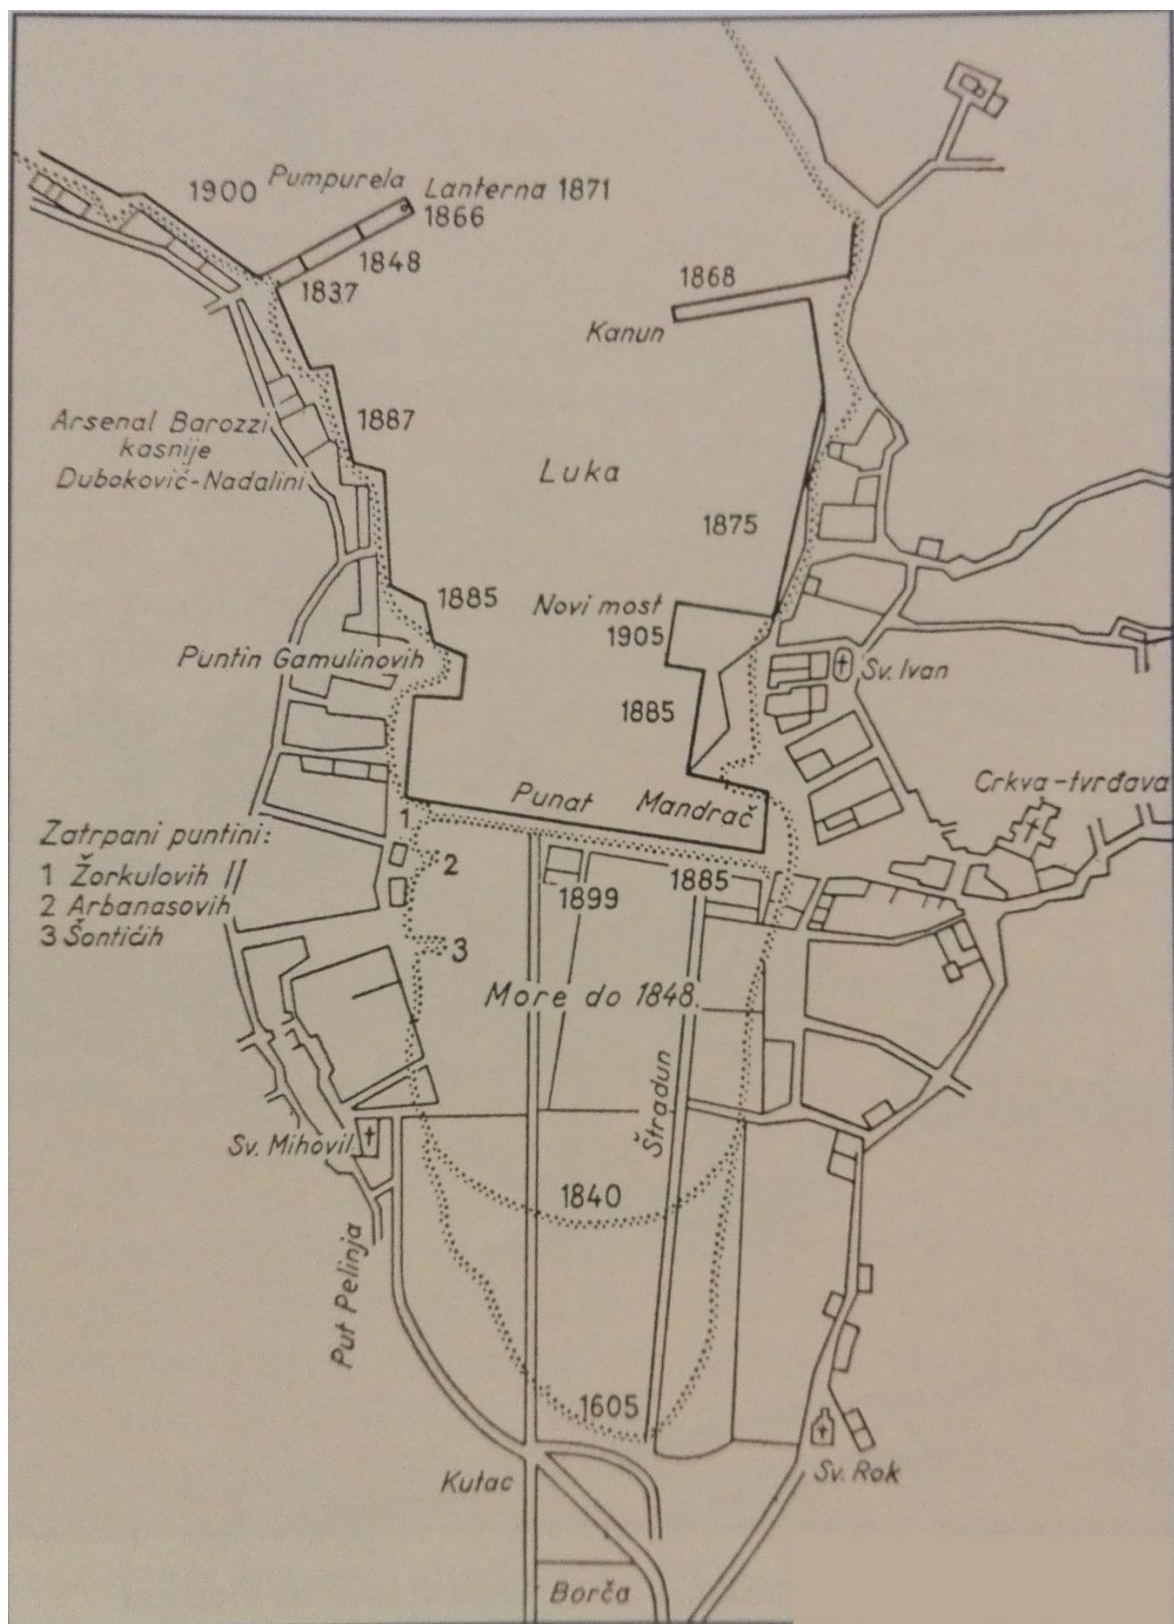 1900
Pumpurela
Lanterna 1871
1866
1848
1837
1868
Kanun
Arsenal Barozzi
kasnije
Duboković-Nadalini
1887
Luka
1875
1885
Novi most
1905
Puntin Gamulinovih
Sv. Ivan
1885
Punat
Mandrač
Crkva-tvrđava
Zatrpani puntini:
1 Žorkulovih
2 Arbanasovih
3 Šontićih
1
2
3
1899
1885
More do 1848.
Štradun
Sv. Mihovil
1840
Put Pelinja
1605
Kutac
Sv. Rok
Borča